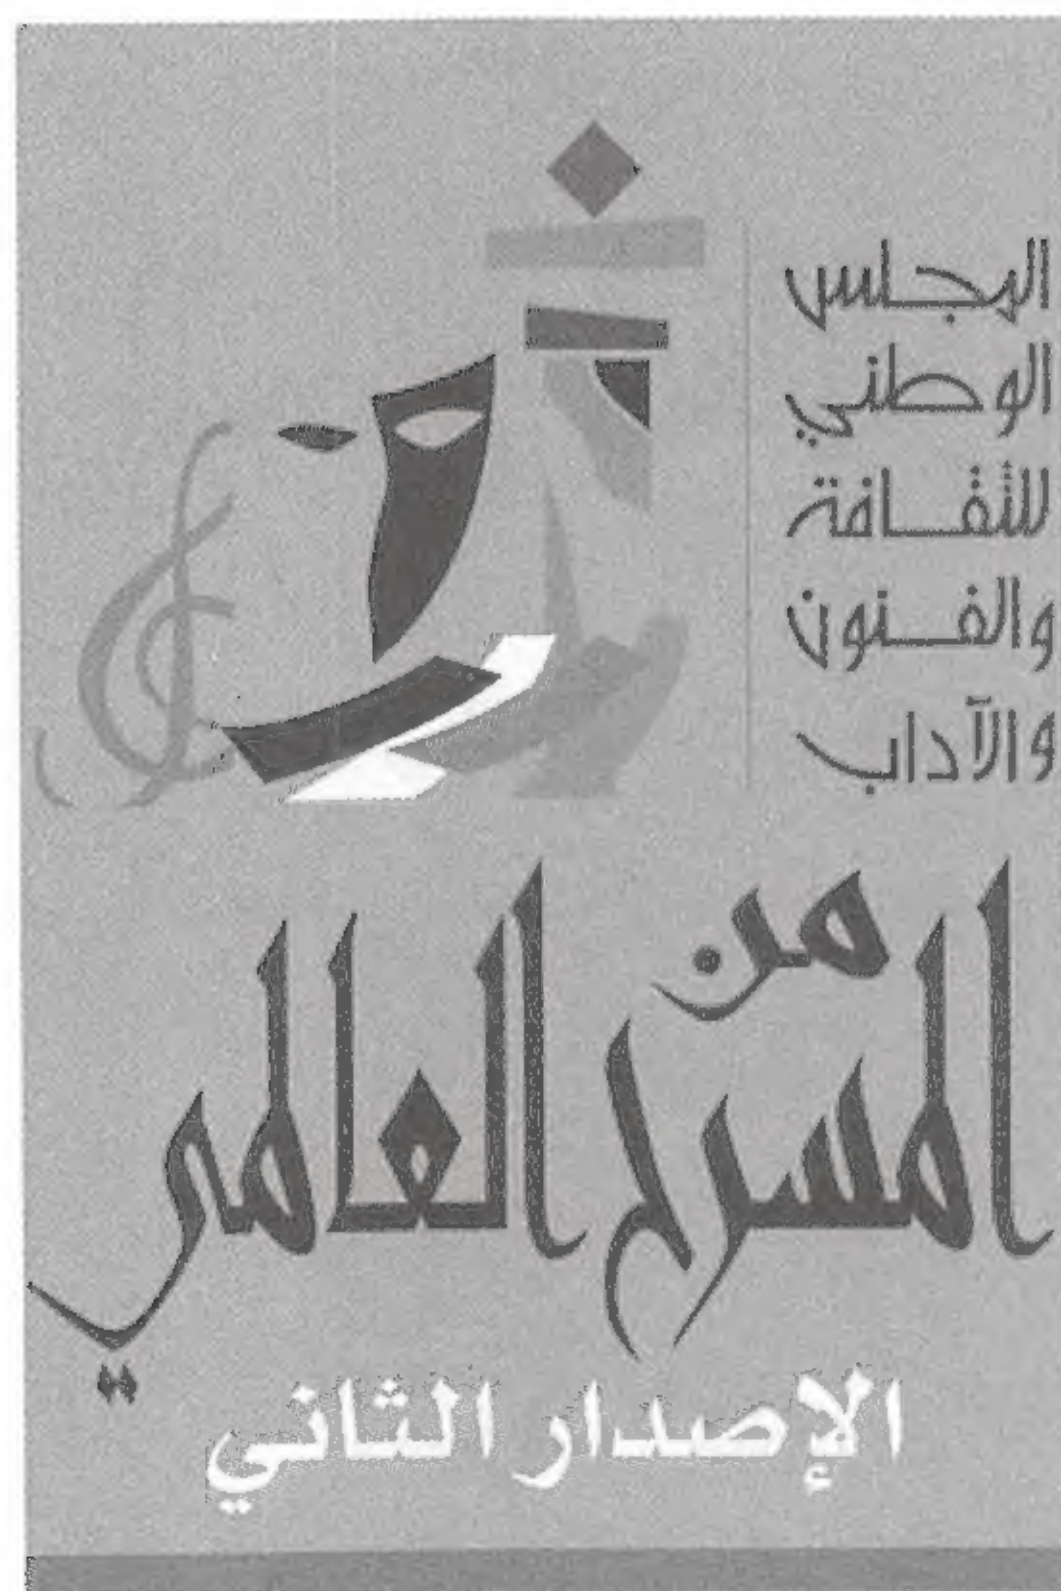 المجلس
الوطني
للثقافة
والفنون
والآداب
من
المسرح العالمي
الإصدار الثاني